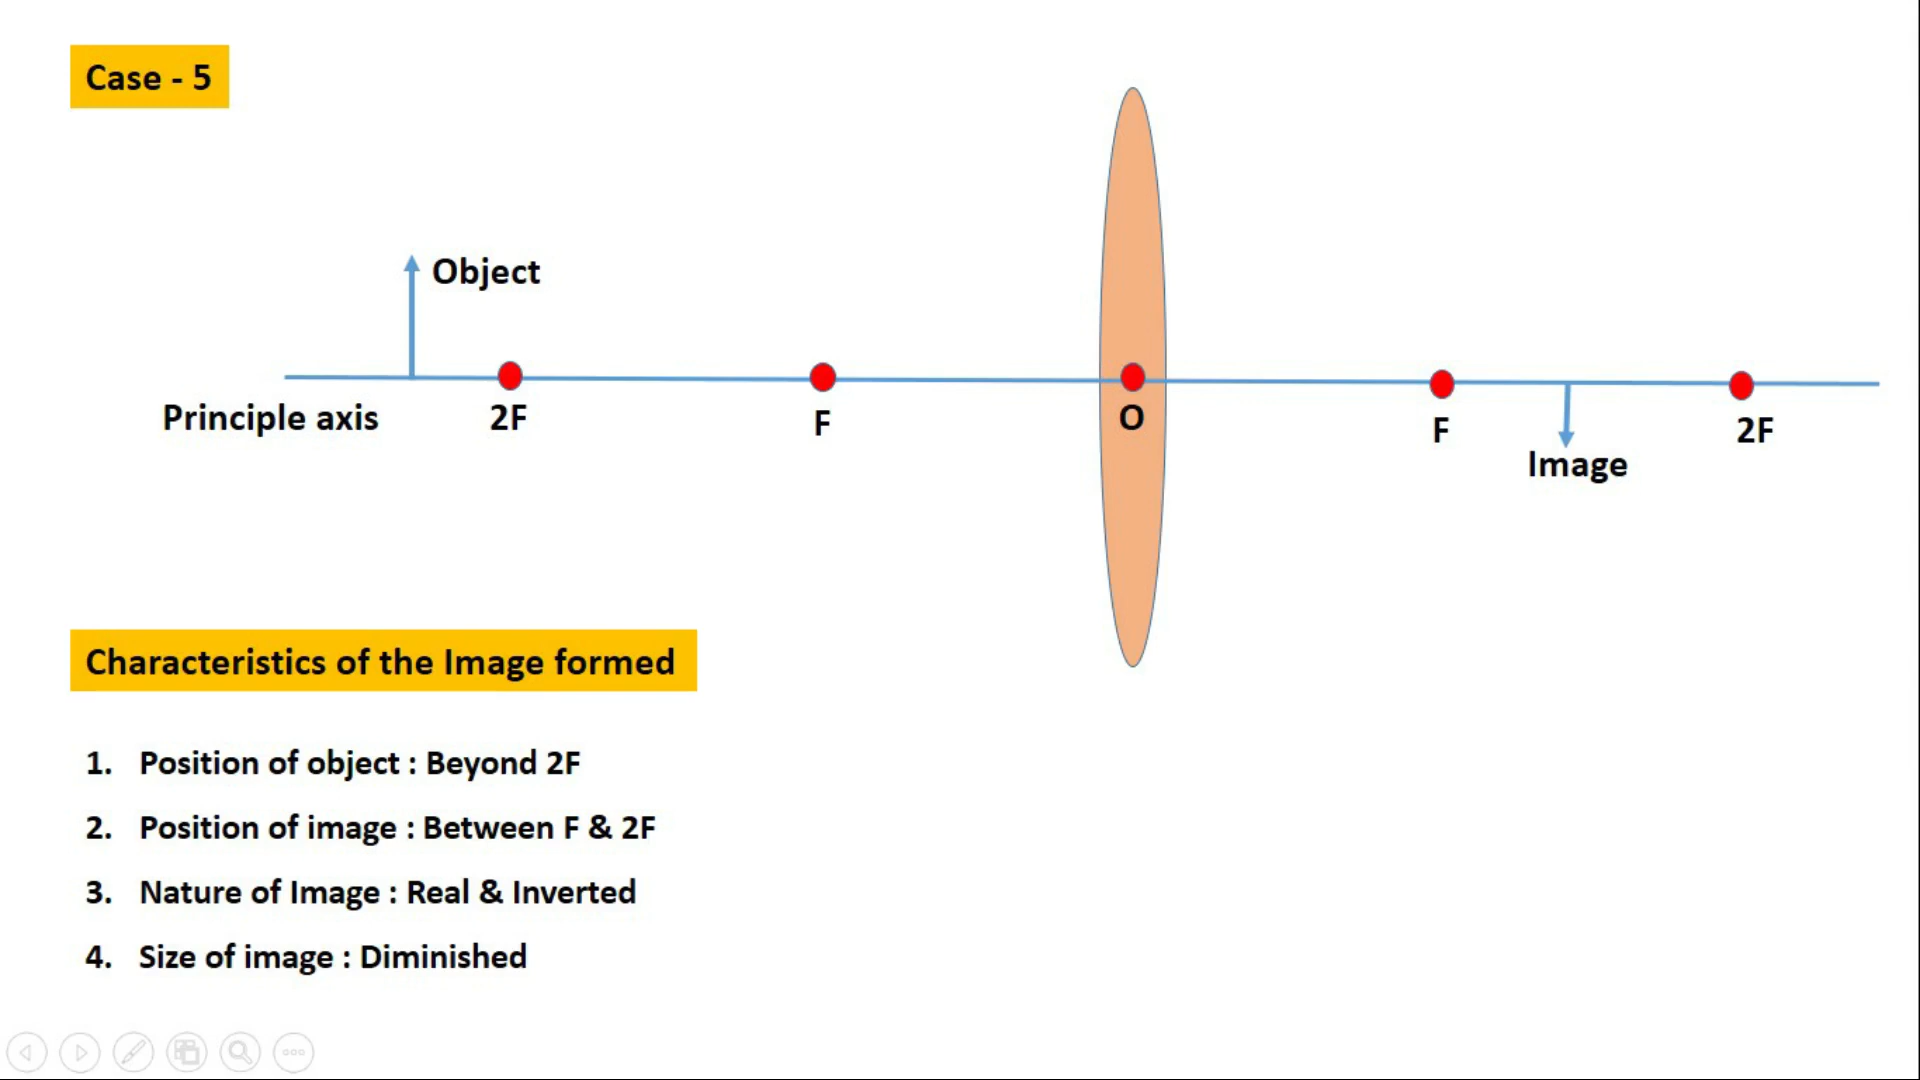 Case - 5
Object
Principle axis
2F
F
O
F
2F
Image
Characteristics of the Image formed
1. Position of object : Beyond 2F
2. Position of image : Between F & 2F
3. Nature of Image : Real & Inverted
4. Size of image : Diminished